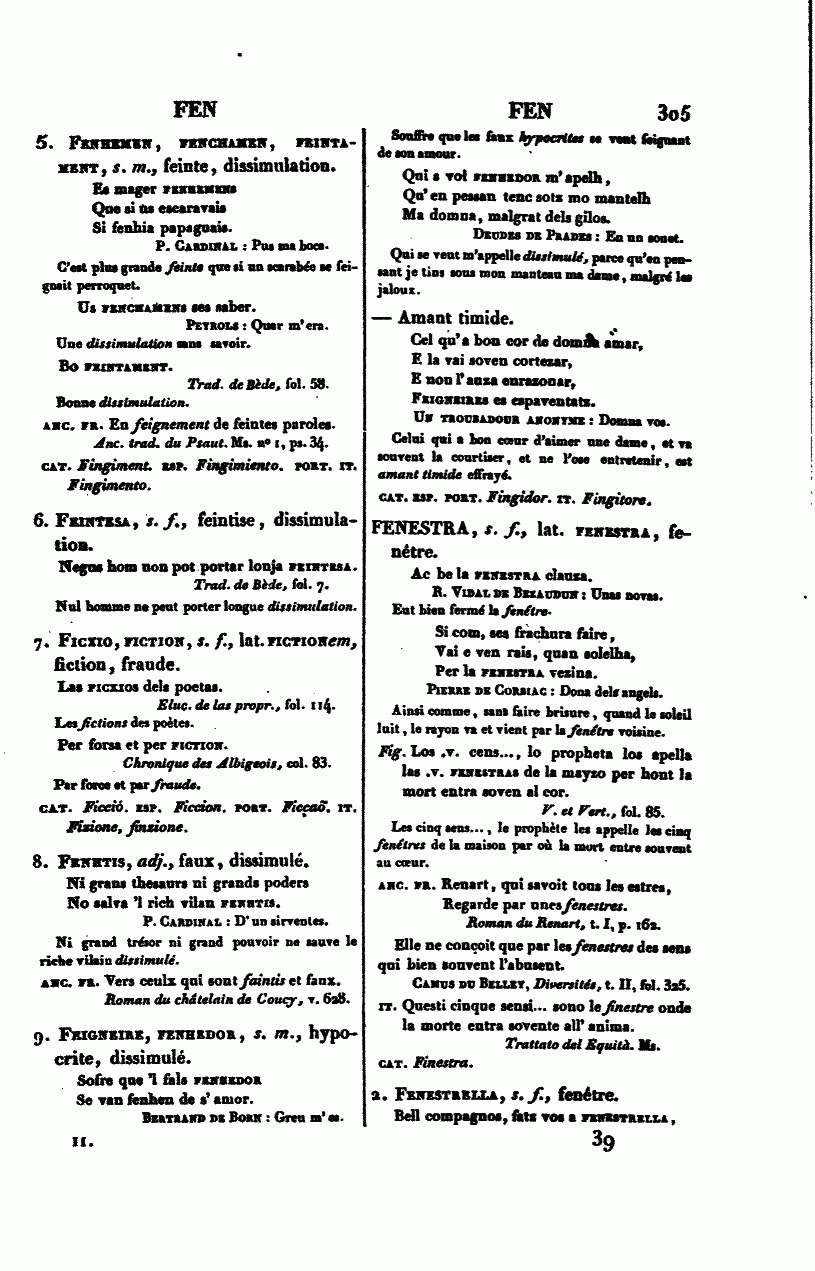 FEN
5. Fenhemen, fenchamen, feinta-
ment, s. m., feinte, dissimulation.
Es mager fenhemens
Que si us escaravais
Si fenhia papaguais.
P. Cardinal : Pus ma boca.
C'est plus grande feinte que si un scarabée se fei-
gnait perroquet.
Us fenchamens ses saber.
Peyrols : Quar m'era.
Une dissimulation sans savoir.
Bo feintament.
Trad. de Bède, fol. 58.
Bonne dissimulation.
anc. fr. En feignement de feintes paroles.
Anc. trad. du Psaut. Ms. nº 1, ps. 34.
cat. Fingiment. esp. Fingimiento. port. it.
Fingimento.
6. Feintesa, s. f., feintise, dissimula-
tion.
Negus hom non pot portar lonja feintesa.
Trad. de Bède, fol. 7.
Nul homme ne peut porter longue dissimulation.
7. Ficxio, fiction, s. f., lat. fictionem,
fiction, fraude.
Las ficxios dels poetas.
Eluc. de las propr., fol. 114.
Les fictions des poètes.
Per forsa et per fiction.
Chronique des Albigeois, col. 83.
Par force et par fraude.
cat. Ficció. esp. Ficcion. port. Ficçaõ. it.
Fizione, finzione.
8. Fenetis, adj., faux, dissimulé.
Ni grans thesaurs ni grands poders
No salva 'l rich vilan fenetis.
P. Cardinal : D'un sirventes.
Ni grand trésor ni grand pouvoir ne sauve le
riche vilain dissimulé.
anc. fr. Vers ceulx qui sont faintis et faux.
Roman du châtelain de Coucy, v. 628.
9. Feigneire, fenhedor, s. m., hypo-
crite, dissimulé.
Sofre que 'l fals fenhedor
Se van fenhen de s'amor.
Bertrand de Born : Greu m'es.
II.
FEN 305
Souffre que les faux hypocrites se vont feignant
de son amour.
Qui s vol fenhedor m'apelh,
Qu'en pessan tenc sotz mo mantelh
Ma domna, malgrat dels gilos.
Deudes de Prades : En un sonet.
Qui se veut m'appelle dissimulé, parce qu'en pen-
sant je tins sous mon manteau ma dame, malgré les
jaloux.
— Amant timide.
Cel qu'a bon cor de domna amar,
E la vai soven cortezar,
E non l'auza enrazonar,
Feigneires es espaventatz.
Un troubadour anonyme : Domna vos.
Celui qui a bon cœur d'aimer une dame, et va
souvent la courtiser, et ne l'ose entretenir, est
amant timide effrayé.
cat. esp. port. Fingidor. it. Fingitore.
FENESTRA, s. f., lat. fenestra, fe-
nêtre.
Ac be la fenestra clauza.
R. Vidal de Bezaudun : Unas novas.
Eut bien fermé la fenêtre.
Si com, ses frachura faire,
Vai e ven rais, quan solelha,
Per la fenestra vezina.
Pierre de Corbiac : Dona dels angels.
Ainsi comme, sans faire brisure, quand le soleil
luit, le rayon va et vient par la fenêtre voisine.
Fig. Los .v. cens..., lo propheta los apella
las .v. fenestras de la mayzo per hont la
mort entra soven al cor.
V. et Vert., fol. 85.
Les cinq sens..., le prophète les appelle les cinq
fenêtres de la maison par où la mort entre souvent
au cœur.
anc. fr. Renart, qui savoit tous les estres,
Regarde par unes fenestres.
Roman du Renart, t. I, p. 162.
Elle ne conçoit que par les fenestres des sens
qui bien souvent l'abusent.
Camus du Belley, Diversités, t. II, fol. 325.
it. Questi cinque sensi... sono le finestre onde
la morte entra sovente all' anima.
Trattato del Equità. Ms.
cat. Finestra.
2. Fenestrella, s. f., fenêtre.
Bell compagnos, fatz vos a fenestrella,
39